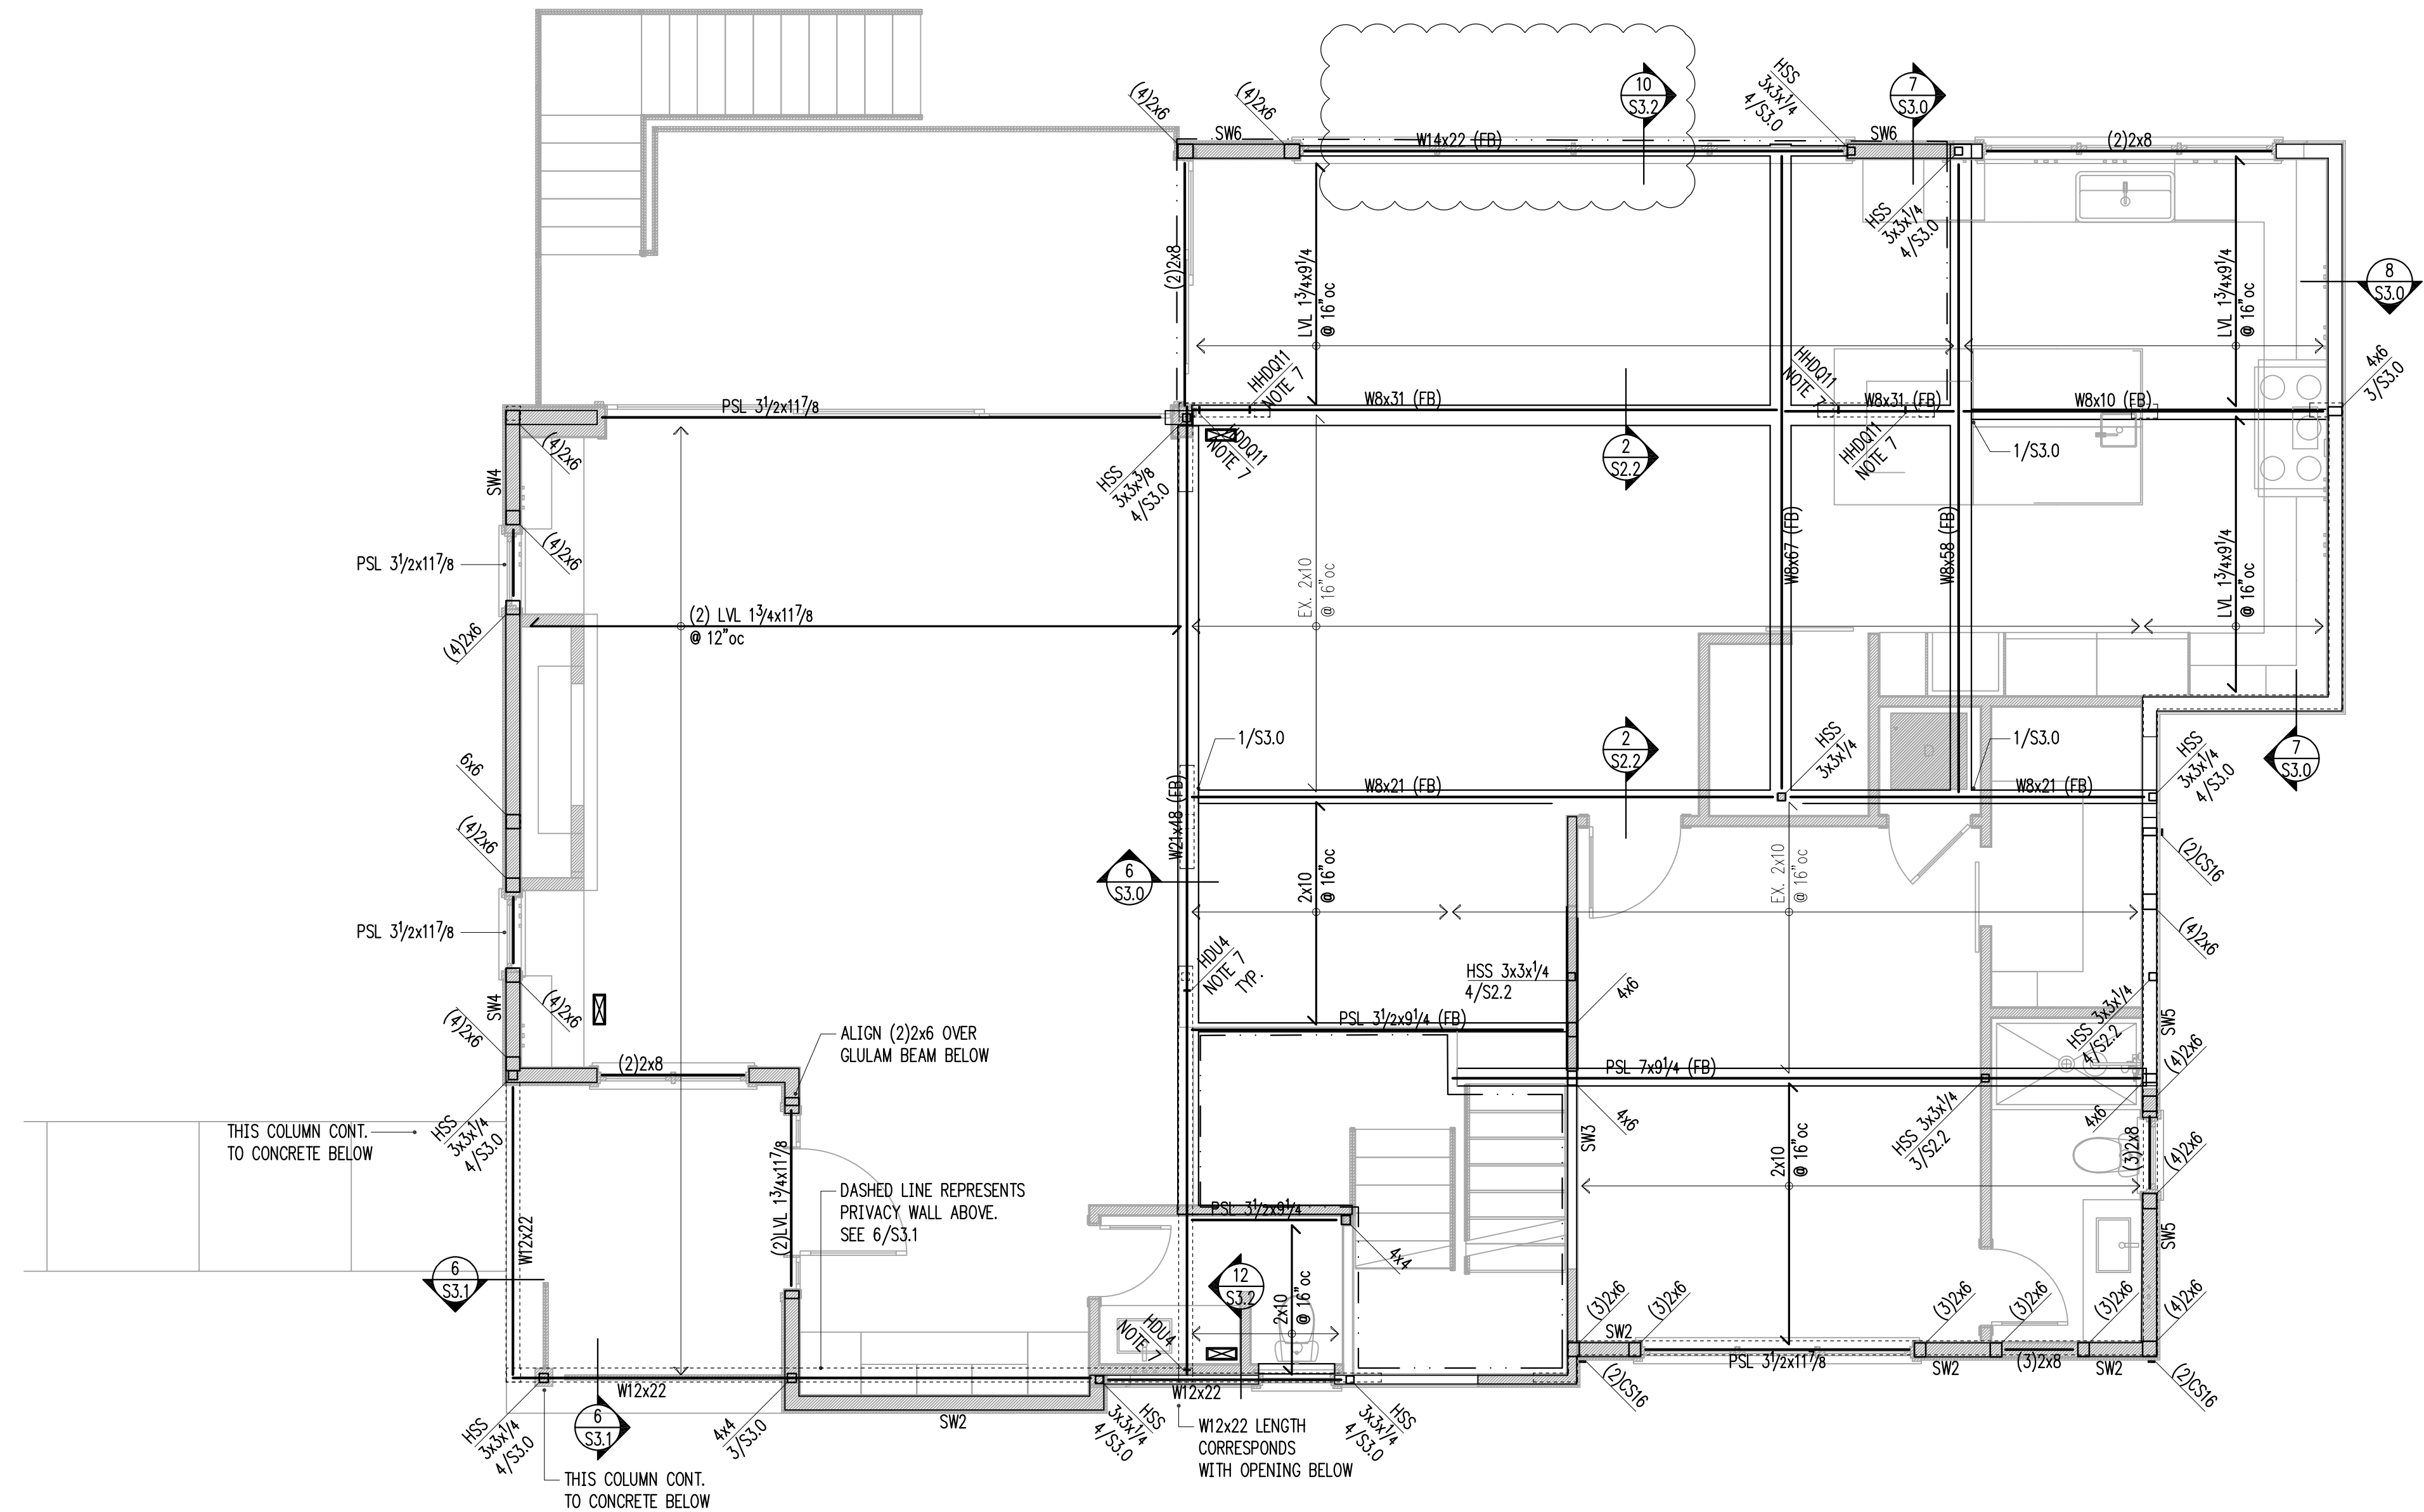 10
S3.2
7
S3.0
HSS
3x3x1/4
4/S3.0
(4)2x6
(4)2x6
SW6
W14x22 (FB)
SW6
(2)2x8
HSS
3x3x1/4
4/S3.0
(2)2x8
LVL 1 3/4x9 1/4
@ 16"oc
LVL 1 3/4x9 1/4
@ 16"oc
8
S3.0
4x6
3/S3.0
HHDQ11
NOTE 7
HHDQ11
NOTE 7
PSL 3 1/2x11 7/8
W8x31 (FB)
W8x31 (FB)
W8x10 (FB)
(4)2x6
SW4
HSS
3x3x3/8
4/S3.0
HDDQ11
NOTE 7
2
S2.2
HHDQ11
NOTE 7
1/S3.0
(4)2x6
PSL 3 1/2x11 7/8
EX. 2x10
@ 16"oc
W8x67 (FB)
W8x58 (FB)
LVL 1 3/4x9 1/4
@ 16"oc
(2) LVL 1 3/4x11 7/8
@ 12"oc
(4)2x6
6x6
1/S3.0
2
S2.2
HSS
3x3x1/4
1/S3.0
HSS
3x3x1/4
4/S3.0
7
S3.0
W8x21 (FB)
W8x21 (FB)
(4)2x6
W21x48 (FB)
6
S3.0
2x10
@ 16"oc
EX. 2x10
@ 16"oc
(2)CS16
PSL 3 1/2x11 7/8
(4)2x6
HDU4
NOTE 7
TYP.
HSS 3x3x1/4
4/S2.2
4x6
SW4
(4)2x6
(4)2x6
PSL 3 1/2x9 1/4 (FB)
HSS 3x3x1/4
4/S2.2
SW5
ALIGN (2)2x6 OVER
GLULAM BEAM BELOW
(2)2x8
PSL 7x9 1/4 (FB)
(4)2x6
THIS COLUMN CONT.
TO CONCRETE BELOW
HSS
3x3x1/4
4/S3.0
4x6
SW3
2x10
@ 16"oc
HSS 3x3x1/4
3/S2.2
4x6
(3)2x8
(4)2x6
(2)LVL 1 3/4x11 7/8
DASHED LINE REPRESENTS
PRIVACY WALL ABOVE.
SEE 6/S3.1
PSL 3 1/2x9 1/4
W12x22
SW5
4x4
6
S3.1
12
S3.2
2x10
@ 16"oc
HDU4
NOTE 7
(3)2x6
(3)2x6
(3)2x6
(3)2x6
(3)2x6
(4)2x6
SW2
PSL 3 1/2x11 7/8
SW2
(3)2x8
SW2
W12x22
W12x22
(2)CS16
(2)CS16
HSS
3x3x1/4
4/S3.0
6
S3.1
4x4
3/S3.0
SW2
HSS
3x3x1/4
4/S3.0
W12x22 LENGTH
CORRESPONDS
WITH OPENING BELOW
HSS
3x3x1/4
4/S3.0
THIS COLUMN CONT.
TO CONCRETE BELOW